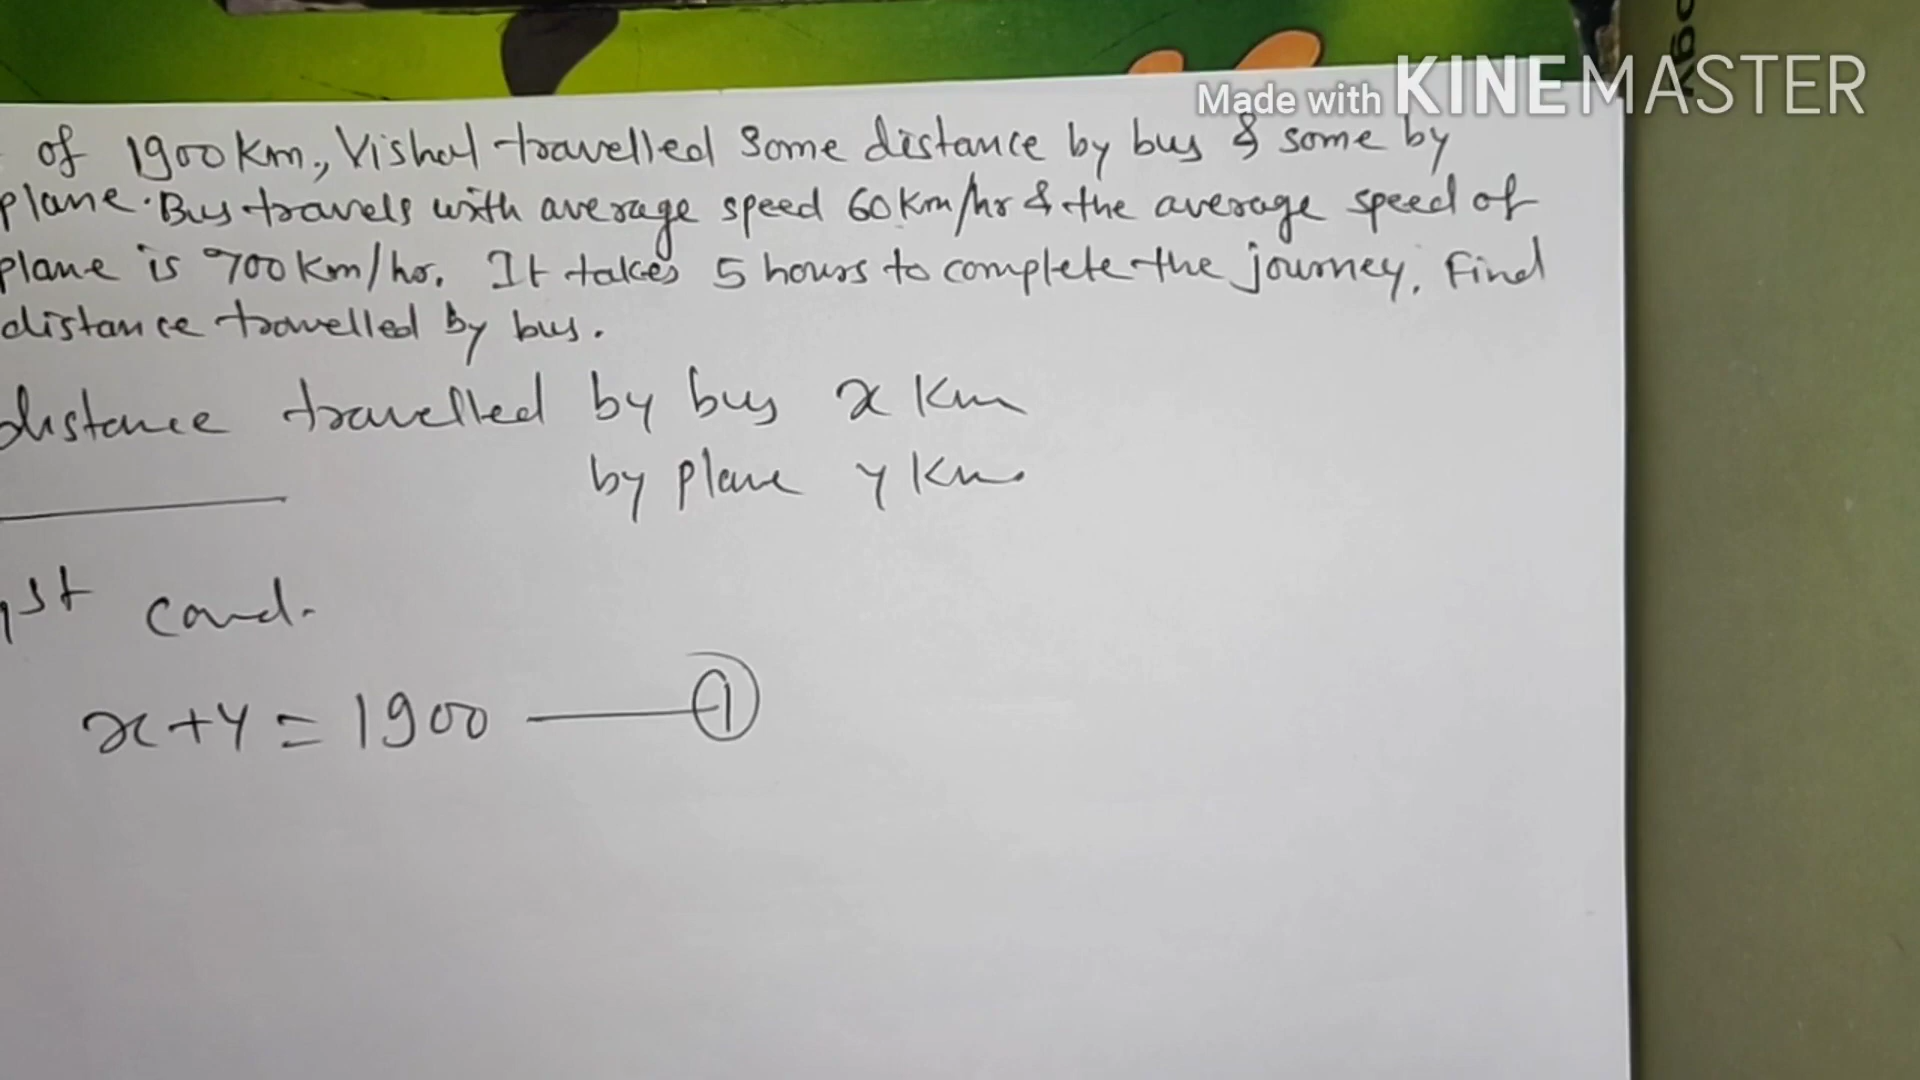 Made with KINEMASTER
of 1900 km., Vishal travelled some distance by bus & some by
plane. Bus travels with average speed 60 km/hr & the average speed of
plane is 700 km/hr. It takes 5 hours to complete the journey. Find
distance travelled by bus.
distance travelled by bus x km
by plane y km.
1st cond.
x+y = 1900 — 1